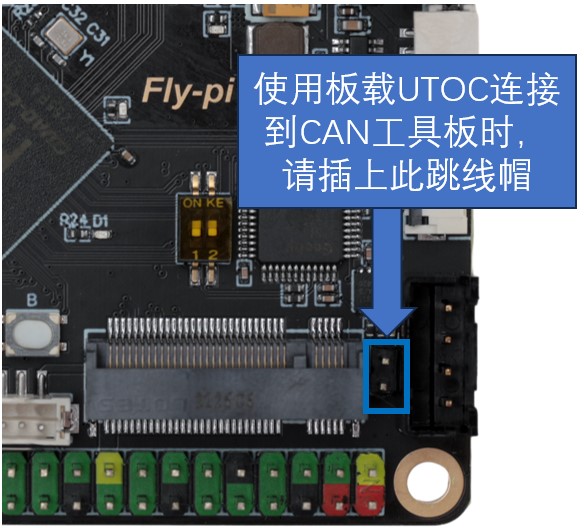 C32
C31
Y1
Fly-pi
使用板载UTOC连接
到CAN工具板时，
请插上此跳线帽
ON KE
R24 D1
1 2
B